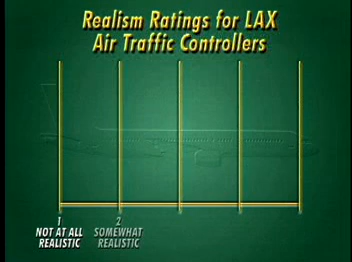 Realism Ratings for LAX
Air Traffic Controllers
1
NOT AT ALL
REALISTIC
2
SOMEWHAT
REALISTIC